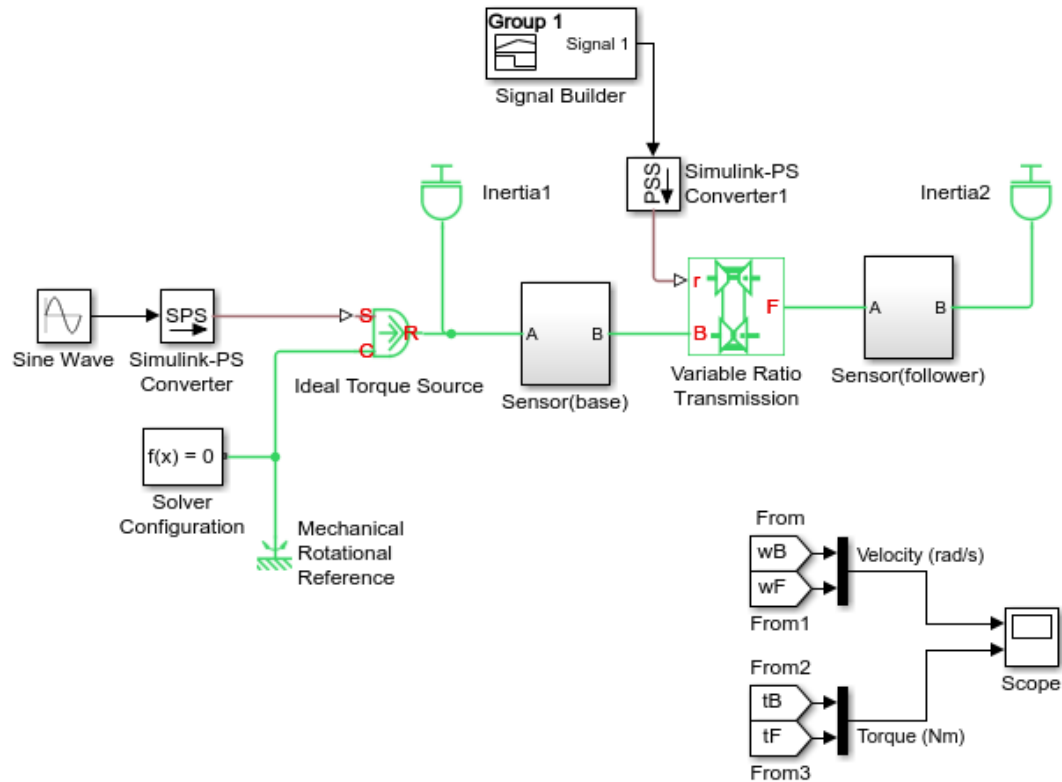 Group 1
Signal 1
Signal Builder
PSS
Simulink-PS
Converter1
Inertia1
Inertia2
Sine Wave
SPS
Simulink-PS
Converter
S
C
R
Ideal Torque Source
A
B
Sensor(base)
r
B
F
Variable Ratio
Transmission
A
B
Sensor(follower)
f(x) = 0
Solver
Configuration
Mechanical
Rotational
Reference
From
wB
wF
From1
Velocity (rad/s)
From2
tB
tF
From3
Torque (Nm)
Scope